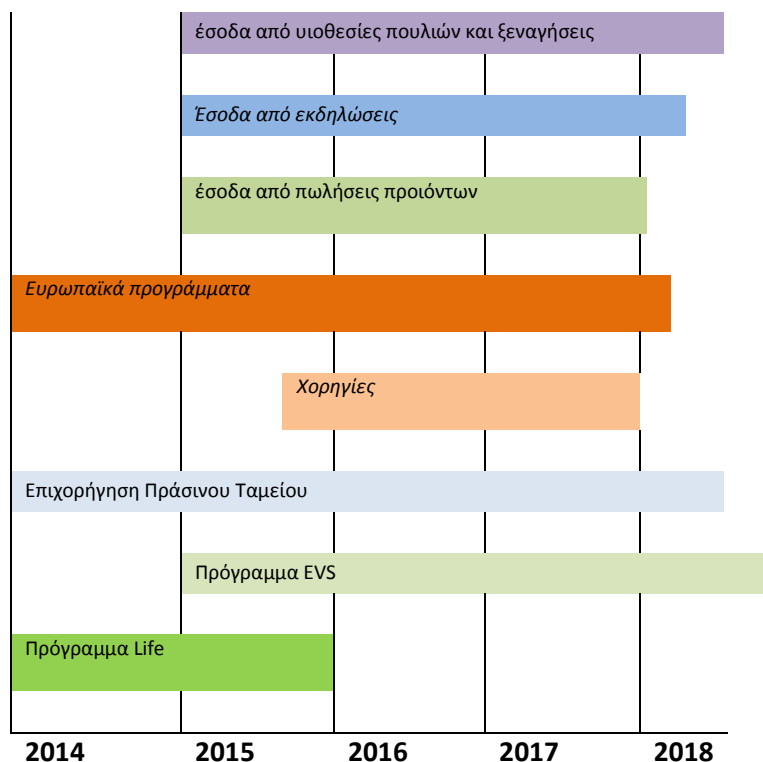 έσοδα από υιοθεσίες πουλιών και ξεναγήσεις
Έσοδα από εκδηλώσεις
έσοδα από πωλήσεις προιόντων
Ευρωπαϊκά προγράμματα
Χορηγίες
Επιχορήγηση Πράσινου Ταμείου
Πρόγραμμα EVS
Πρόγραμμα Life
2014 2015 2016 2017 2018